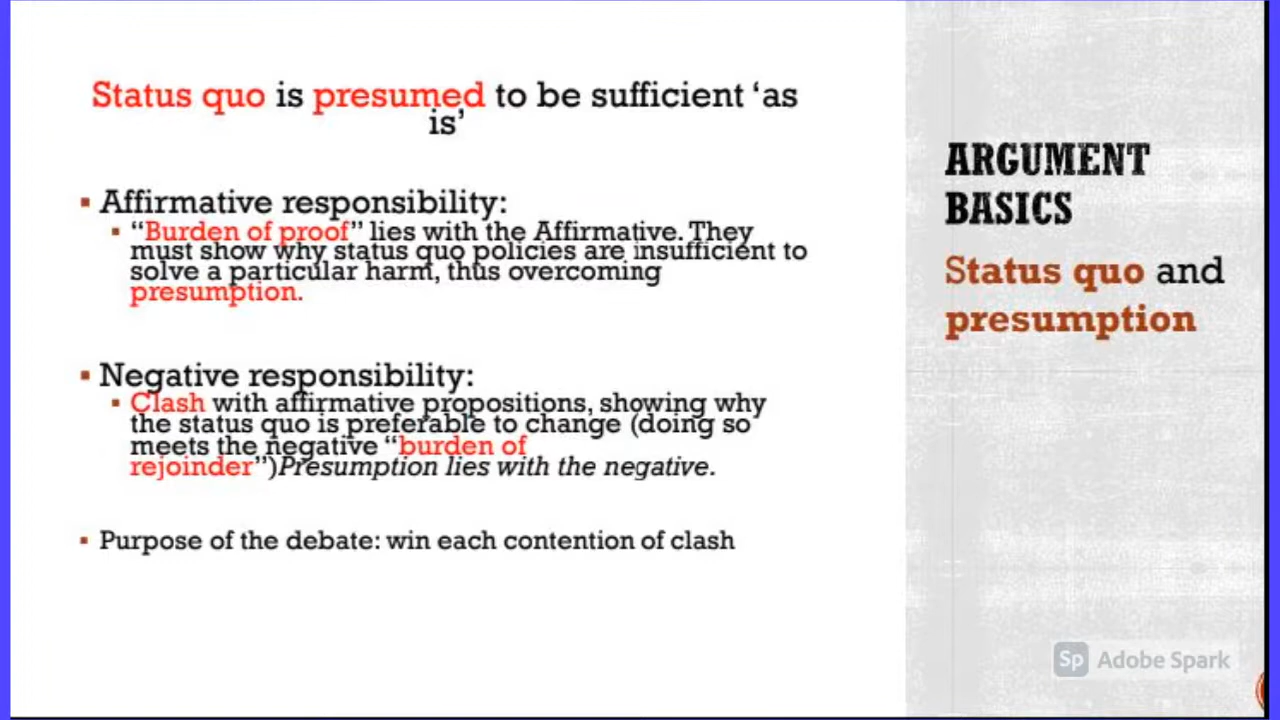 Status quo is presumed to be sufficient ‘as
is’
▪ Affirmative responsibility:
▪ “Burden of proof” lies with the Affirmative. They
must show why status quo policies are insufficient to
solve a particular harm, thus overcoming
presumption.
▪ Negative responsibility:
▪ Clash with affirmative propositions, showing why
the status quo is preferable to change (doing so
meets the negative “burden of
rejoinder”)Presumption lies with the negative.
▪ Purpose of the debate: win each contention of clash
ARGUMENT
BASICS
Status quo and
presumption
Sp Adobe Spark